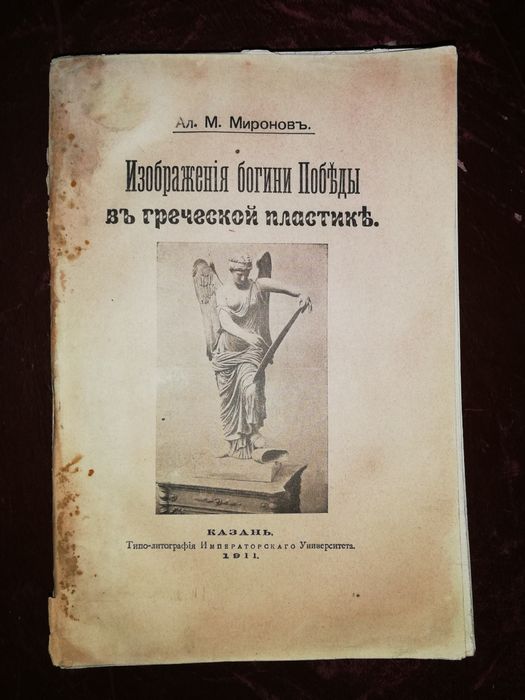 Ал. М. Мироновъ.
Изображенія богини Побѣды
въ греческой пластикѣ.
КАЗАНЬ.
Типо-литографія ИМПЕРАТОРСКАГО Университета.
1911.